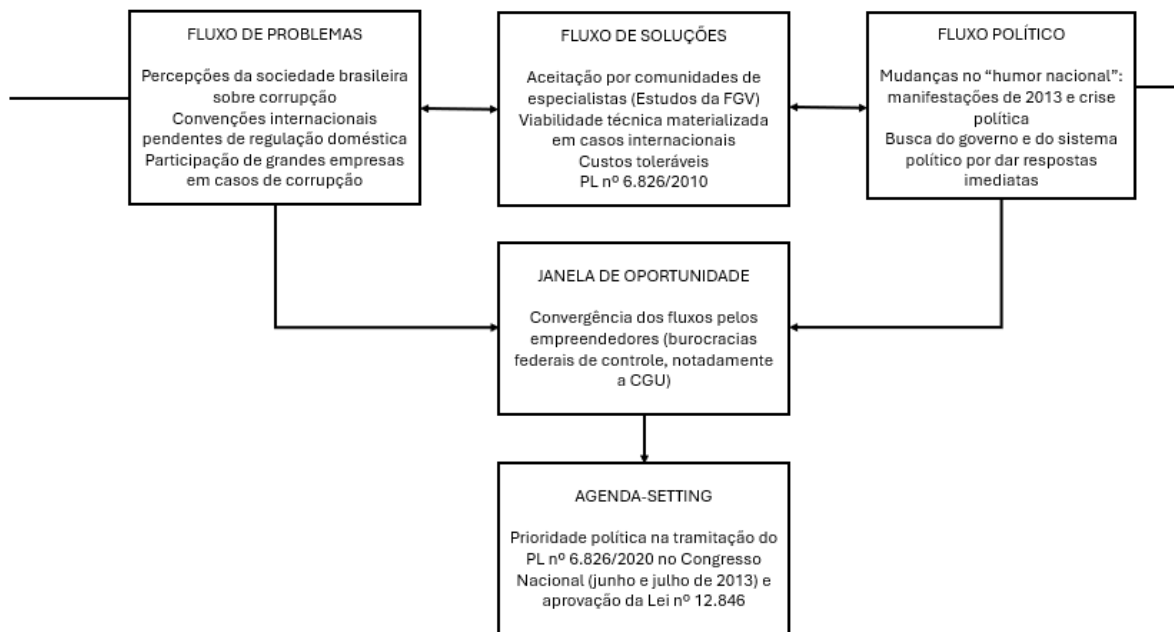 FLUXO DE PROBLEMAS
Percepções da sociedade brasileira
sobre corrupção
Convenções internacionais
pendentes de regulação doméstica
Participação de grandes empresas
em casos de corrupção
FLUXO DE SOLUÇÕES
Aceitação por comunidades de
especialistas (Estudos da FGV)
Viabilidade técnica materializada
em casos internacionais
Custos toleráveis
PL nº 6.826/2010
FLUXO POLÍTICO
Mudanças no “humor nacional”:
manifestações de 2013 e crise
política
Busca do governo e do sistema
político por dar respostas
imediatas
JANELA DE OPORTUNIDADE
Convergência dos fluxos pelos
empreendedores (burocracias
federais de controle, notadamente
a CGU)
AGENDA-SETTING
Prioridade política na tramitação do
PL nº 6.826/2020 no Congresso
Nacional (junho e julho de 2013) e
aprovação da Lei nº 12.846